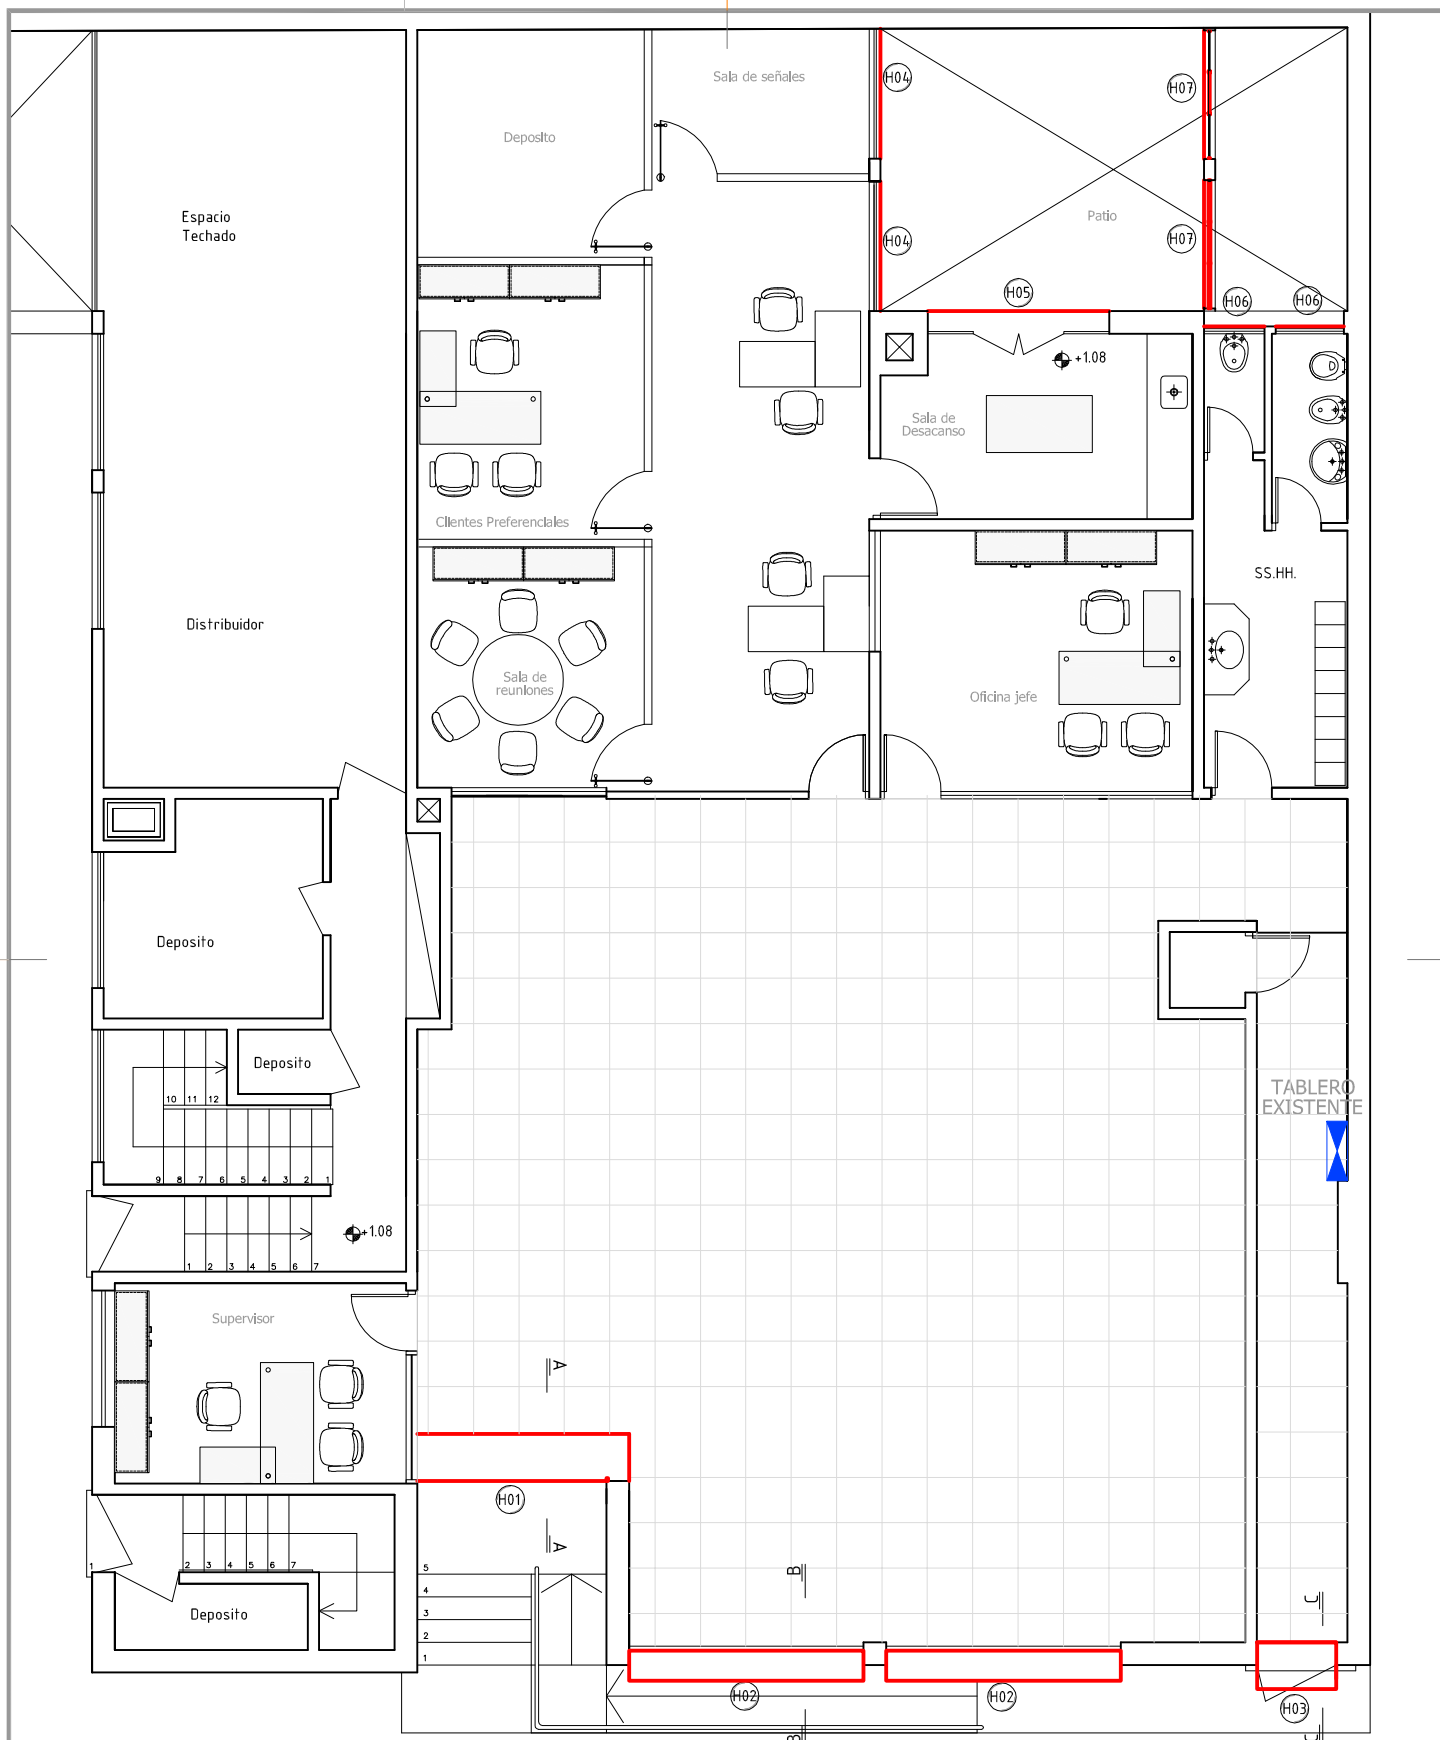 Sala de señales
H04
H07
Deposito
Espacio
Techado
Patio
H04
H07
H05
H06
H06
+1.08
Sala de
Desacanso
Clientes Preferenciales
SS.HH.
Distribuidor
Sala de
reuniones
Oficina jefe
Deposito
Deposito
TABLERO
EXISTENTE
10 11 12
9 8 7 6 5 4 3 2 1
+1.08
1 2 3 4 5 6 7
Supervisor
A
H01
A
1 2 3 4 5 6 7
5
4
3
2
1
B
C
Deposito
H02
H02
H03
B
C